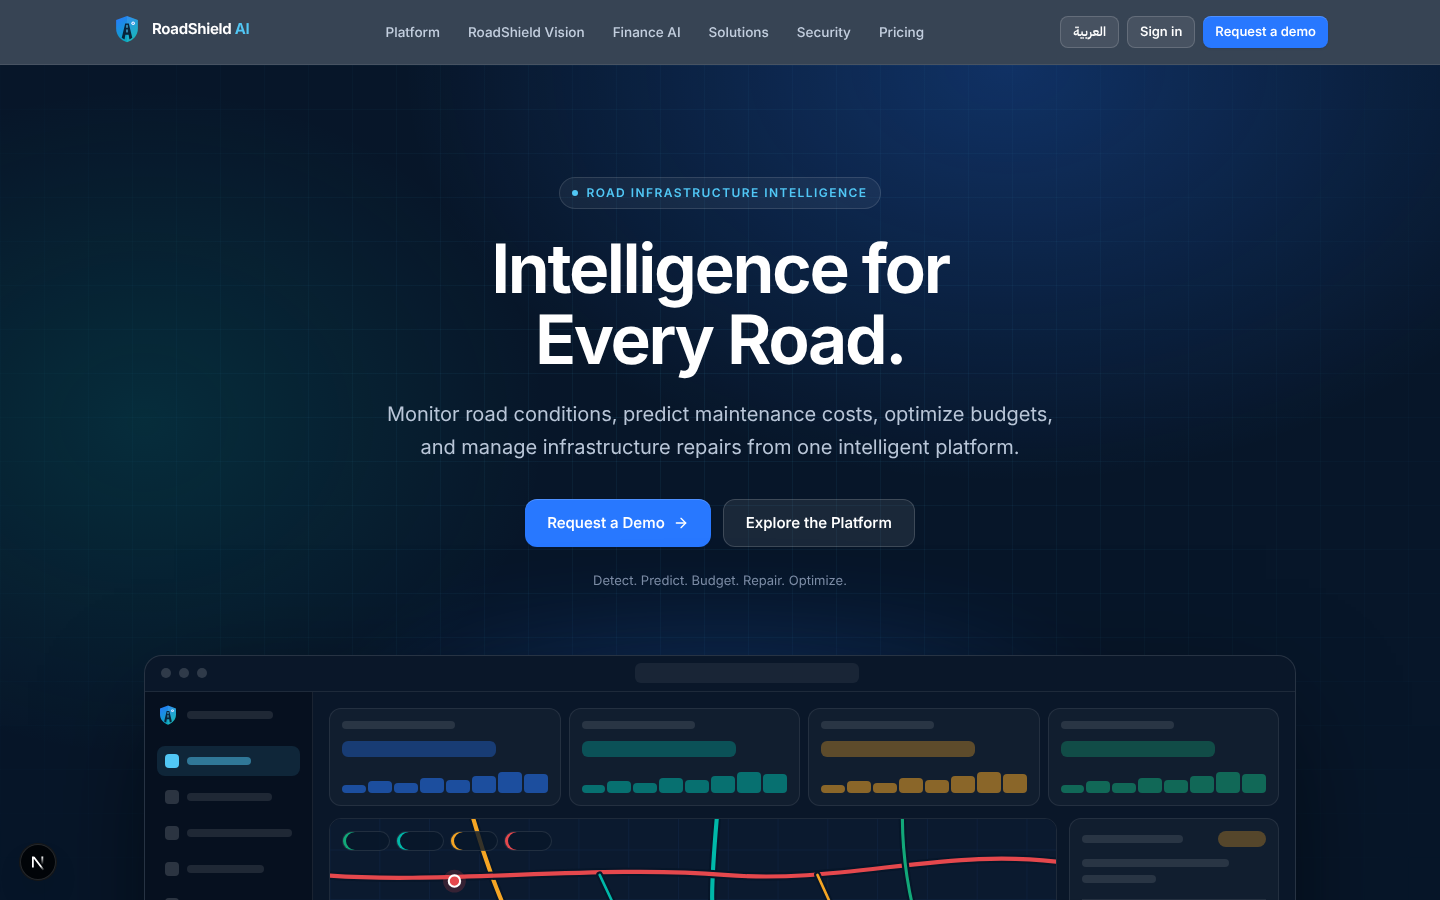 RoadShield AI
Platform
RoadShield Vision
Finance AI
Solutions
Security
Pricing
العربية
Sign in
Request a demo
ROAD INFRASTRUCTURE INTELLIGENCE
Intelligence for
Every Road.
Monitor road conditions, predict maintenance costs, optimize budgets,
and manage infrastructure repairs from one intelligent platform.
Request a Demo →
Explore the Platform
Detect. Predict. Budget. Repair. Optimize.
N